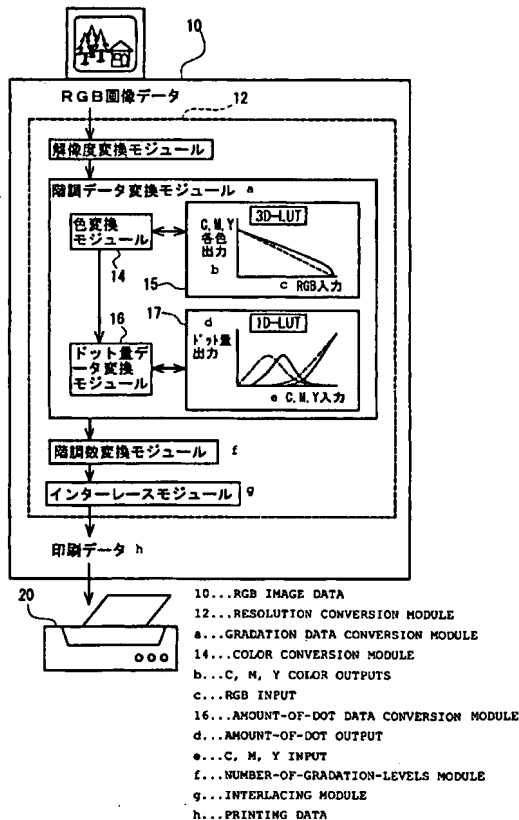 10
RGB画像データ
12
解像度変換モジュール
階調データ変換モジュール a
色変換
モジュール
14
3D-LUT
C,M,Y
各色
出力
b
c RGB入力
15
16
17
d
ドット量
出力
1D-LUT
ドット量デ
ータ変換
モジュール
e C,M,Y入力
階調数変換モジュール f
インターレースモジュール g
印刷データ h
20
10...RGB IMAGE DATA
12...RESOLUTION CONVERSION MODULE
a...GRADATION DATA CONVERSION MODULE
14...COLOR CONVERSION MODULE
b...C, M, Y COLOR OUTPUTS
c...RGB INPUT
16...AMOUNT-OF-DOT DATA CONVERSION MODULE
d...AMOUNT-OF-DOT OUTPUT
e...C, M, Y INPUT
f...NUMBER-OF-GRADATION-LEVELS MODULE
g...INTERLACING MODULE
h...PRINTING DATA